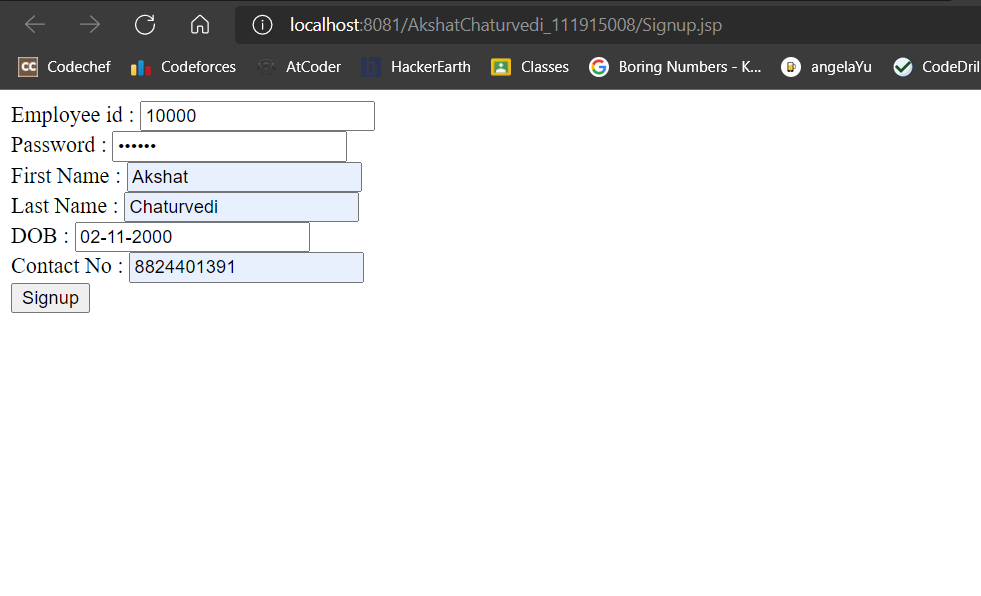 localhost:8081/AkshatChaturvedi_111915008/Signup.jsp
CC Codechef Codeforces AtCoder h HackerEarth Classes G Boring Numbers - K... angelaYu CodeDril
Employee id : 10000
Password : ••••••
First Name : Akshat
Last Name : Chaturvedi
DOB : 02-11-2000
Contact No : 8824401391
Signup